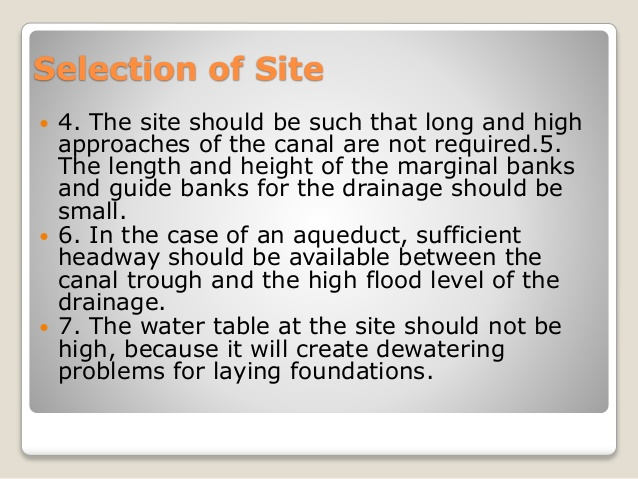 Selection of Site
• 4. The site should be such that long and high
approaches of the canal are not required.5.
The length and height of the marginal banks
and guide banks for the drainage should be
small.
• 6. In the case of an aqueduct, sufficient
headway should be available between the
canal trough and the high flood level of the
drainage.
• 7. The water table at the site should not be
high, because it will create dewatering
problems for laying foundations.